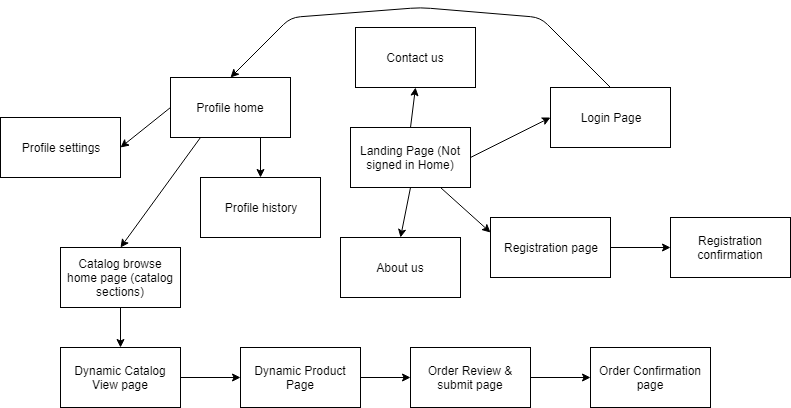 Contact us
Profile home
Login Page
Profile settings
Landing Page (Not
signed in Home)
Profile history
Registration page
Registration
confirmation
Catalog browse
home page (catalog
sections)
About us
Dynamic Catalog
View page
Dynamic Product
Page
Order Review &
submit page
Order Confirmation
page